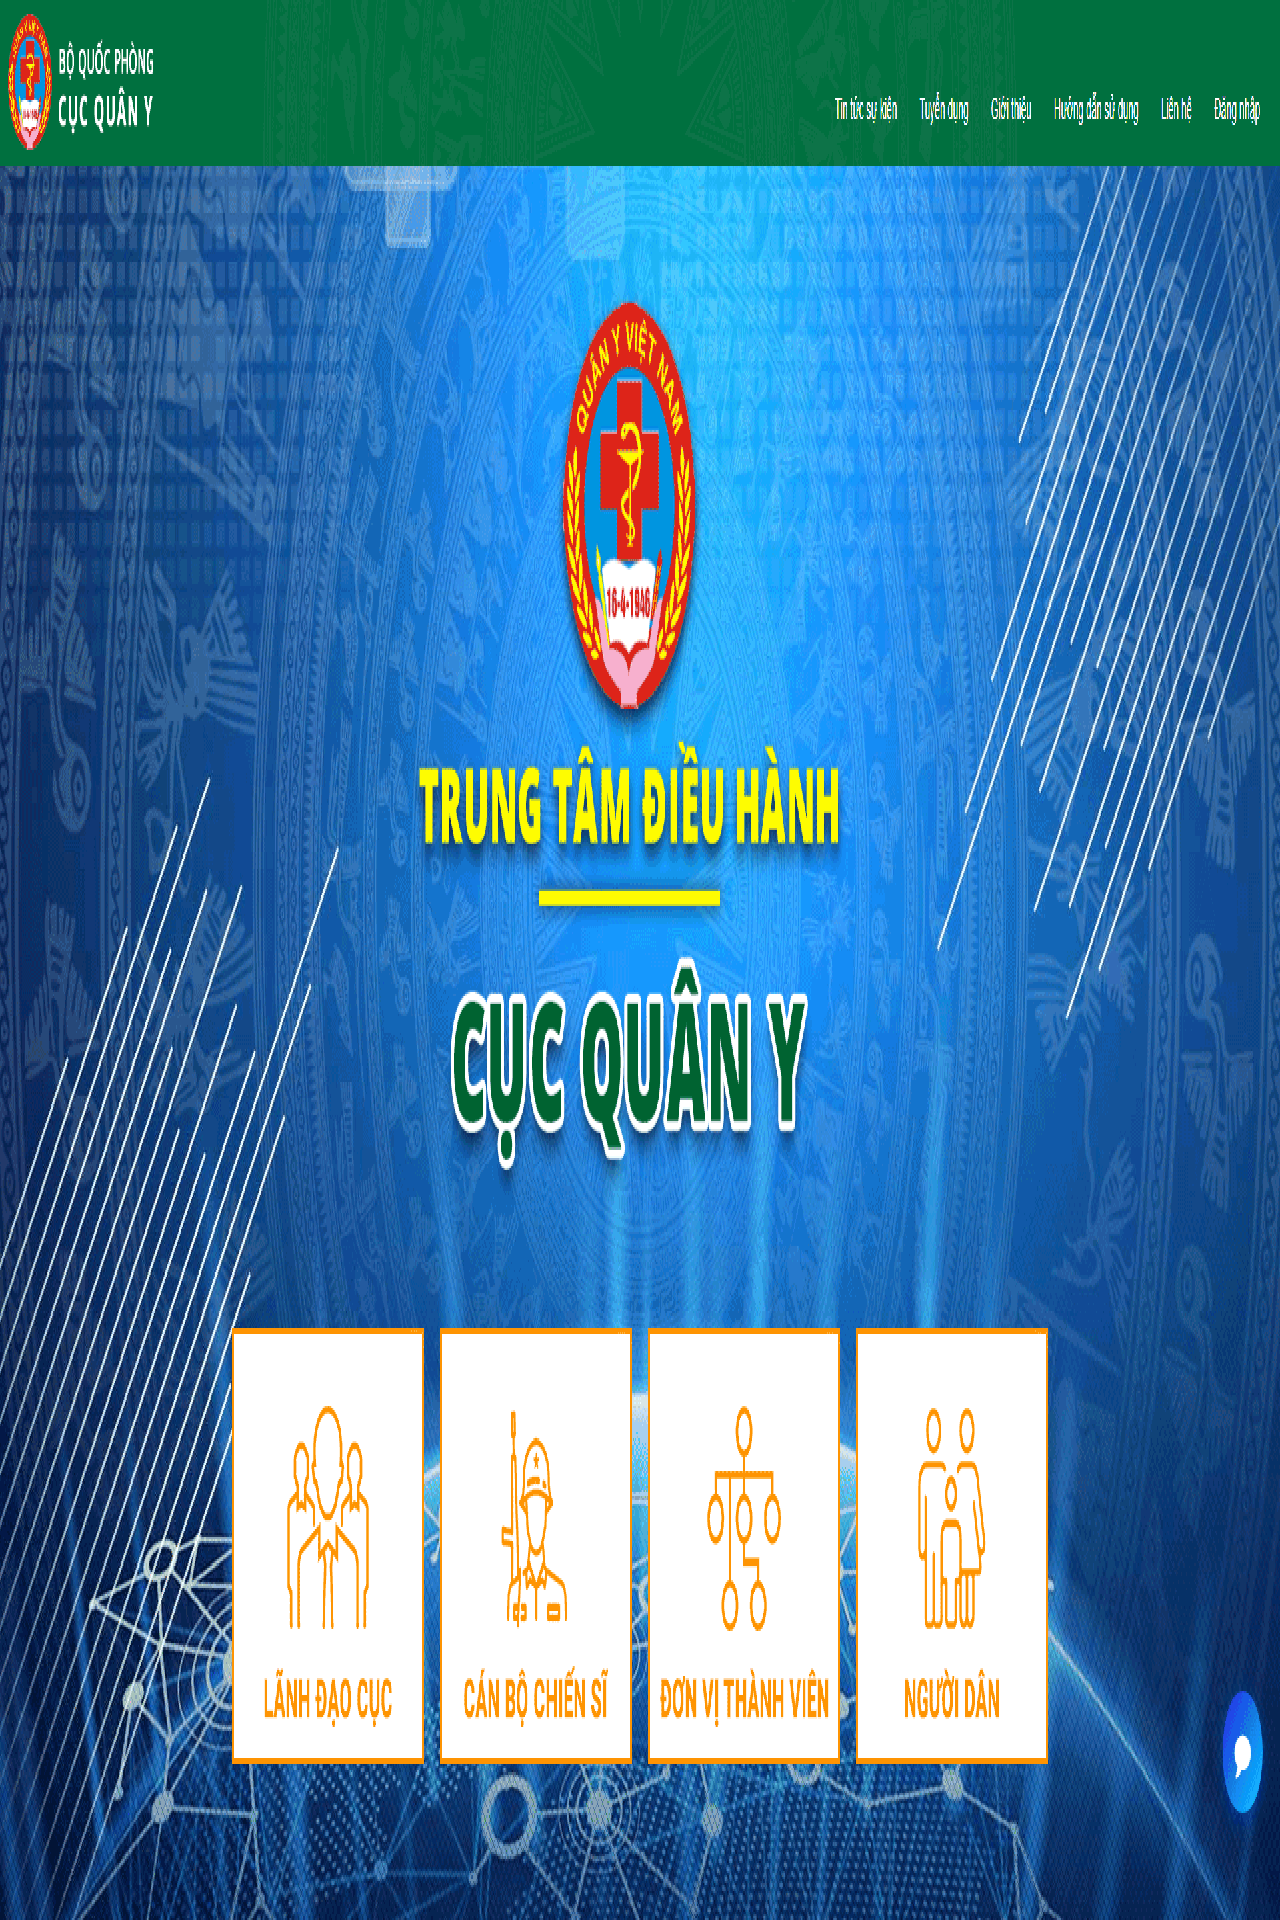 BỘ QUỐC PHÒNG
CỤC QUÂN Y
Tin tức sự kiện Tuyển dụng Giới thiệu Hướng dẫn sử dụng Liên hệ Đăng nhập
QUÂN Y VIỆT NAM
16-4-1946
TRUNG TÂM ĐIỀU HÀNH
CỤC QUÂN Y
LÃNH ĐẠO CỤC
CÁN BỘ CHIẾN SĨ
ĐƠN VỊ THÀNH VIÊN
NGƯỜI DÂN